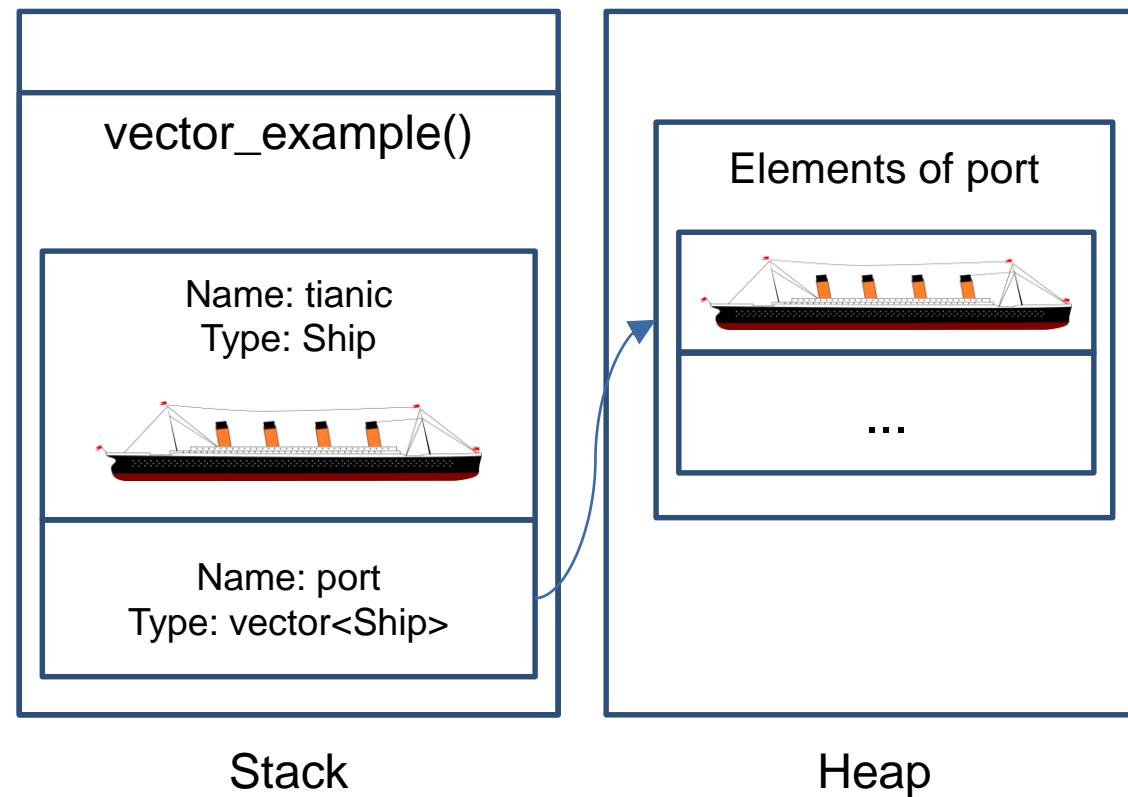 vector_example()
Name: tianic
Type: Ship
Name: port
Type: vector<Ship>
Stack
Elements of port
...
Heap